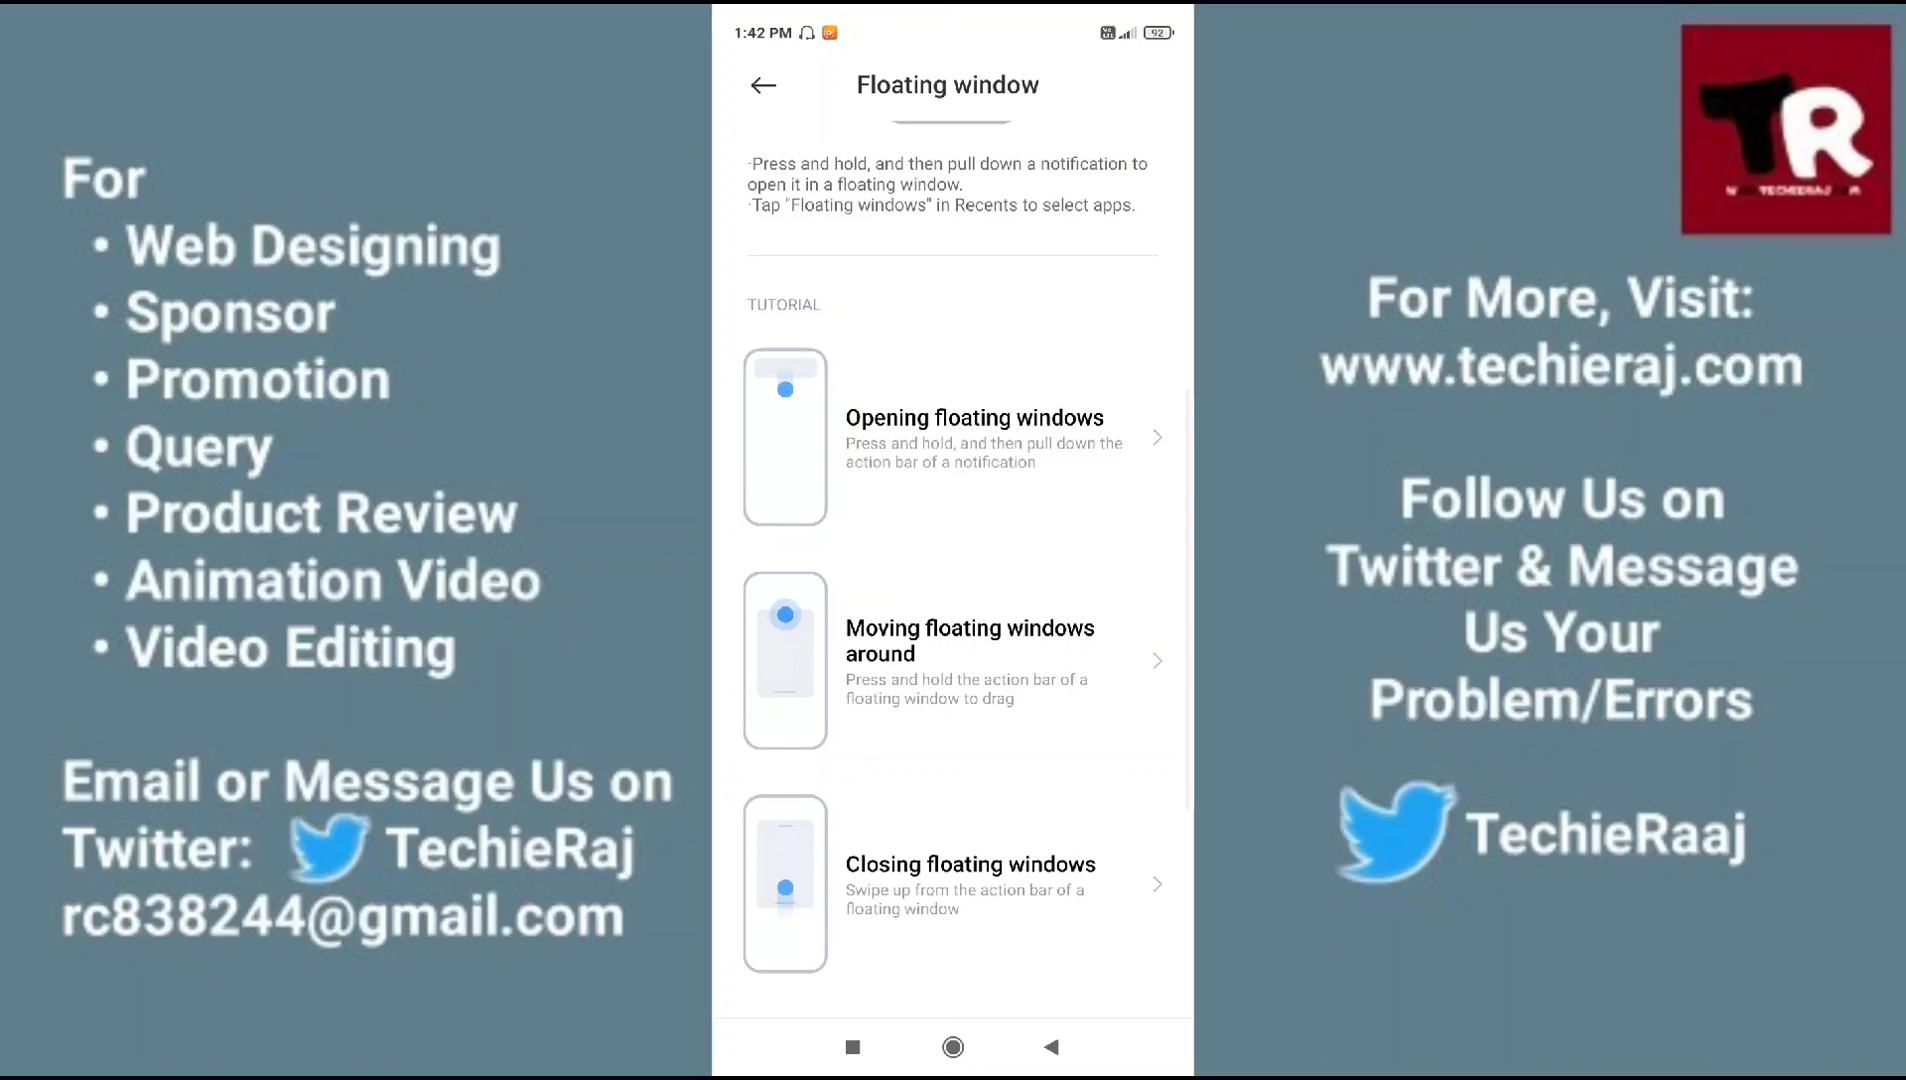 For
• Web Designing
• Sponsor
• Promotion
• Query
• Product Review
• Animation Video
• Video Editing
Email or Message Us on
Twitter: TechieRaj
rc838244@gmail.com
1:42 PM
92
Floating window
·Press and hold, and then pull down a notification to
open it in a floating window.
·Tap "Floating windows" in Recents to select apps.
TUTORIAL
Opening floating windows
Press and hold, and then pull down the
action bar of a notification
Moving floating windows
around
Press and hold the action bar of a
floating window to drag
Closing floating windows
Swipe up from the action bar of a
floating window
TR
For More, Visit:
www.techieraj.com
Follow Us on
Twitter & Message
Us Your
Problem/Errors
TechieRaaj